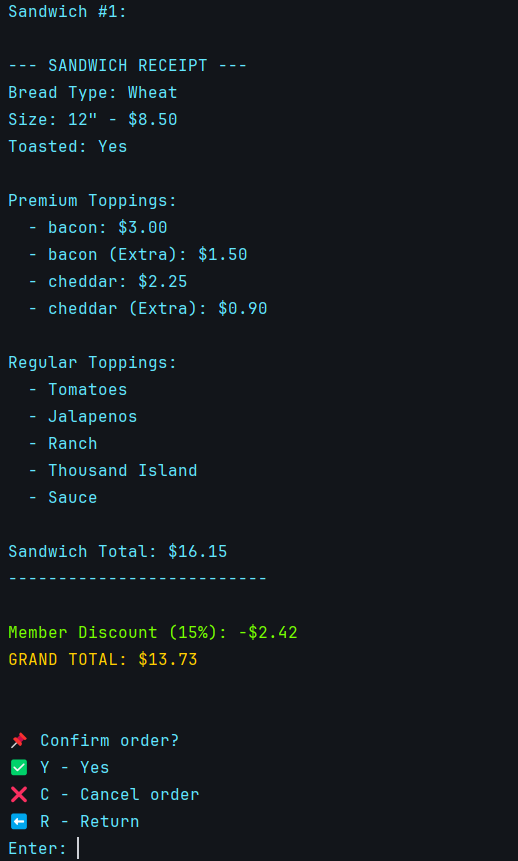 Sandwich #1:
--- SANDWICH RECEIPT ---
Bread Type: Wheat
Size: 12" - $8.50
Toasted: Yes
Premium Toppings:
  - bacon: $3.00
  - bacon (Extra): $1.50
  - cheddar: $2.25
  - cheddar (Extra): $0.90
Regular Toppings:
  - Tomatoes
  - Jalapenos
  - Ranch
  - Thousand Island
  - Sauce
Sandwich Total: $16.15
--------------------------
Member Discount (15%): -$2.42
GRAND TOTAL: $13.73
📌 Confirm order?
✅ Y - Yes
❌ C - Cancel order
⬅️ R - Return
Enter: